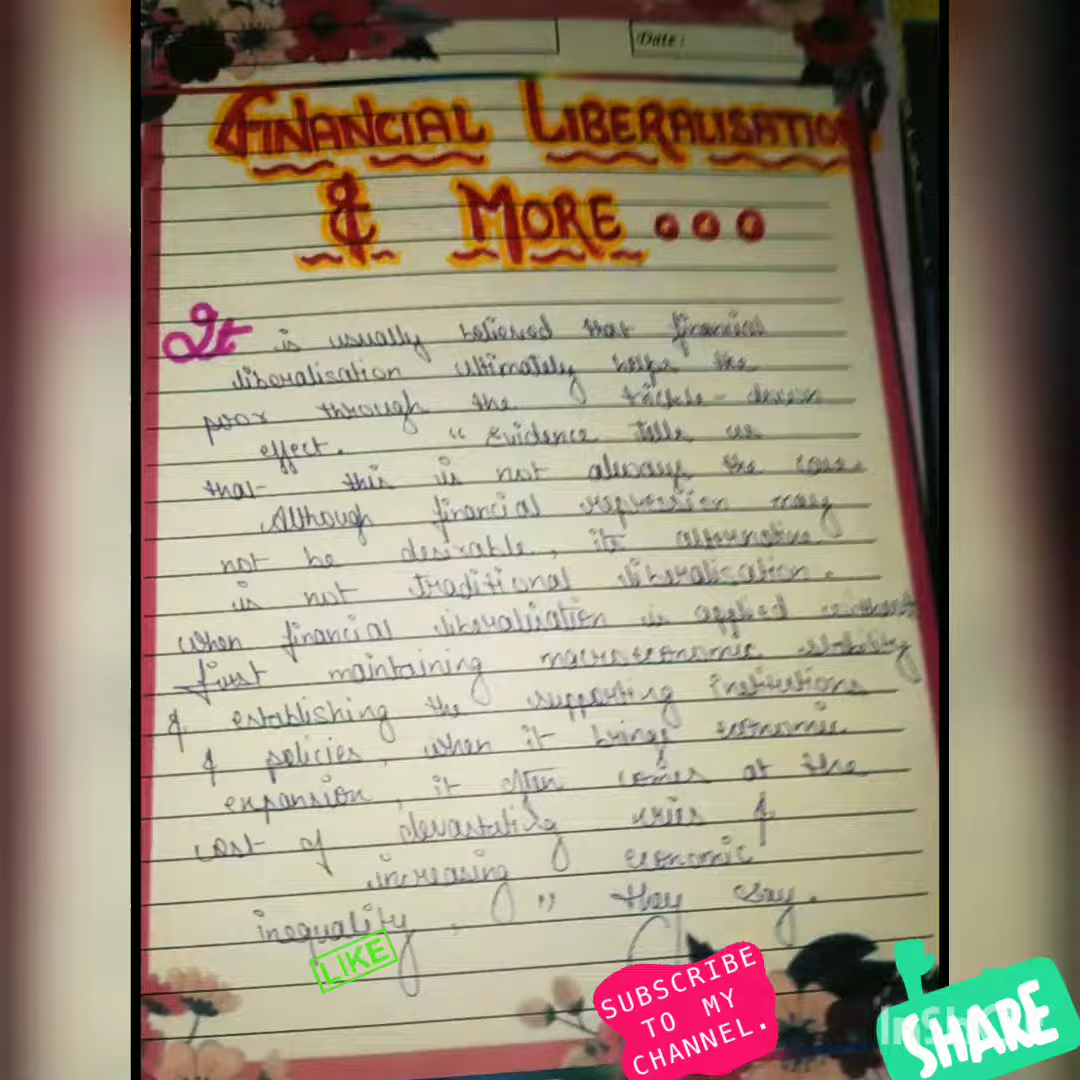 Date:
FINANCIAL LIBERALISATION
& MORE...
It is usually believed that financial
liberalisation ultimately helps the
poor through the trickle-down
effect. "Evidence tells us
that this is not always the case.
Although financial repression may
not be desirable, its alternative
is not traditional liberalisation.
When financial liberalisation is applied without
first maintaining macroeconomic stability
& establishing the supporting institutions
& policies, when it brings economic
expansion, it often comes at the
cost of devastating &
increasing economic
inequality," they say.
LIKE
SUBSCRIBE
TO MY
CHANNEL.
InSh
SHARE